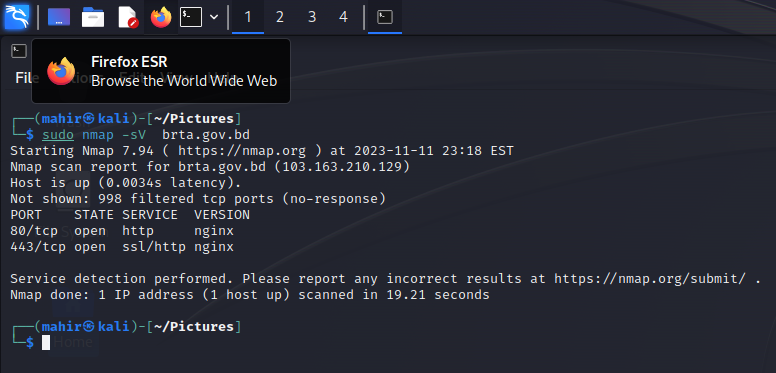 1 2 3 4
Firefox ESR
Browse the World Wide Web
File
(mahir㉿kali)-[~/Pictures]
$ sudo nmap -sV  brta.gov.bd
Starting Nmap 7.94 ( https://nmap.org ) at 2023-11-11 23:18 EST
Nmap scan report for brta.gov.bd (103.163.210.129)
Host is up (0.0034s latency).
Not shown: 998 filtered tcp ports (no-response)
PORT    STATE SERVICE  VERSION
80/tcp  open  http     nginx
443/tcp open  ssl/http nginx
Service detection performed. Please report any incorrect results at https://nmap.org/submit/ .
Nmap done: 1 IP address (1 host up) scanned in 19.21 seconds
(mahir㉿kali)-[~/Pictures]
$
Home